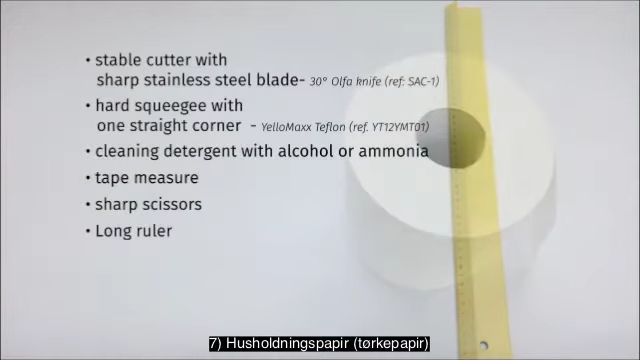 • stable cutter with
sharp stainless steel blade- 30° Olfa knife (ref: SAC-1)
• hard squeegee with
one straight corner - YelloMaxx Teflon (ref. YT12YMT01)
• cleaning detergent with alcohol or ammonia
• tape measure
• sharp scissors
• Long ruler
7) Husholdningspapir (tørkepapir)